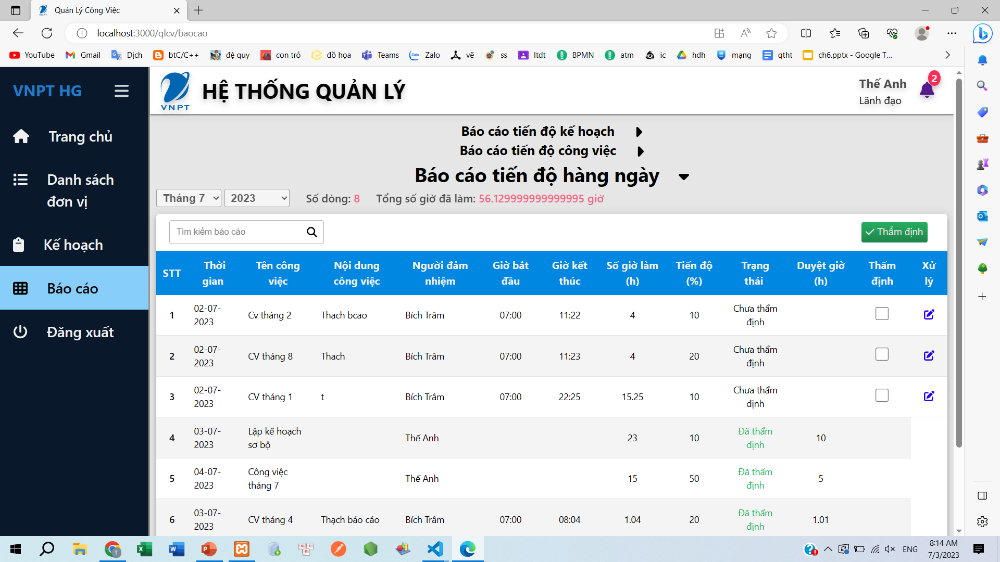 Quản Lý Công Việc
localhost:3000/qlcv/baocao
YouTube Gmail Dịch btC/C++ đệ quy con trỏ đồ họa Teams Zalo vẽ ss ltdt BPMN atm ic hdh mạng qtht ch6.pptx - Google T...
VNPT HG
VNPT
HỆ THỐNG QUẢN LÝ
Thế Anh
Lãnh đạo
2
Trang chủ
Danh sách
đơn vị
Kế hoạch
Báo cáo
Đăng xuất
Báo cáo tiến độ kế hoạch
Báo cáo tiến độ công việc
Báo cáo tiến độ hàng ngày
Tháng 7 2023 Số dòng: 8 Tổng số giờ đã làm: 56.129999999999995 giờ
Tìm kiếm báo cáo
Thẩm định
STT Thời gian Tên công việc Nội dung công việc Người đảm nhiệm Giờ bắt đầu Giờ kết thúc Số giờ làm (h) Tiến độ (%) Trạng thái Duyệt giờ (h) Thẩm định Xử lý
1 02-07-2023 Cv tháng 2 Thach bcao Bích Trâm 07:00 11:22 4 10 Chưa thẩm định
2 02-07-2023 CV tháng 8 Thach Bích Trâm 07:00 11:23 4 20 Chưa thẩm định
3 02-07-2023 CV tháng 1 t Bích Trâm 07:00 22:25 15.25 10 Chưa thẩm định
4 03-07-2023 Lập kế hoạch sơ bộ Thế Anh 23 10 Đã thẩm định 10
5 04-07-2023 Công việc tháng 7 Thế Anh 15 50 Đã thẩm định 5
6 03-07-2023 CV tháng 4 Thạch báo cáo Bích Trâm 07:00 08:04 1.04 20 Đã thẩm định 1.01
ENG
8:14 AM
7/3/2023